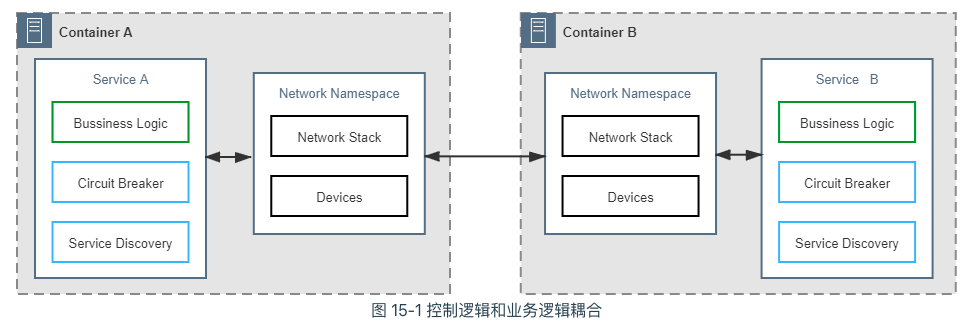 Container A
Service A
Bussiness Logic
Circuit Breaker
Service Discovery
Network Namespace
Network Stack
Devices
Container B
Network Namespace
Network Stack
Devices
Service B
Bussiness Logic
Circuit Breaker
Service Discovery
图 15-1 控制逻辑和业务逻辑耦合